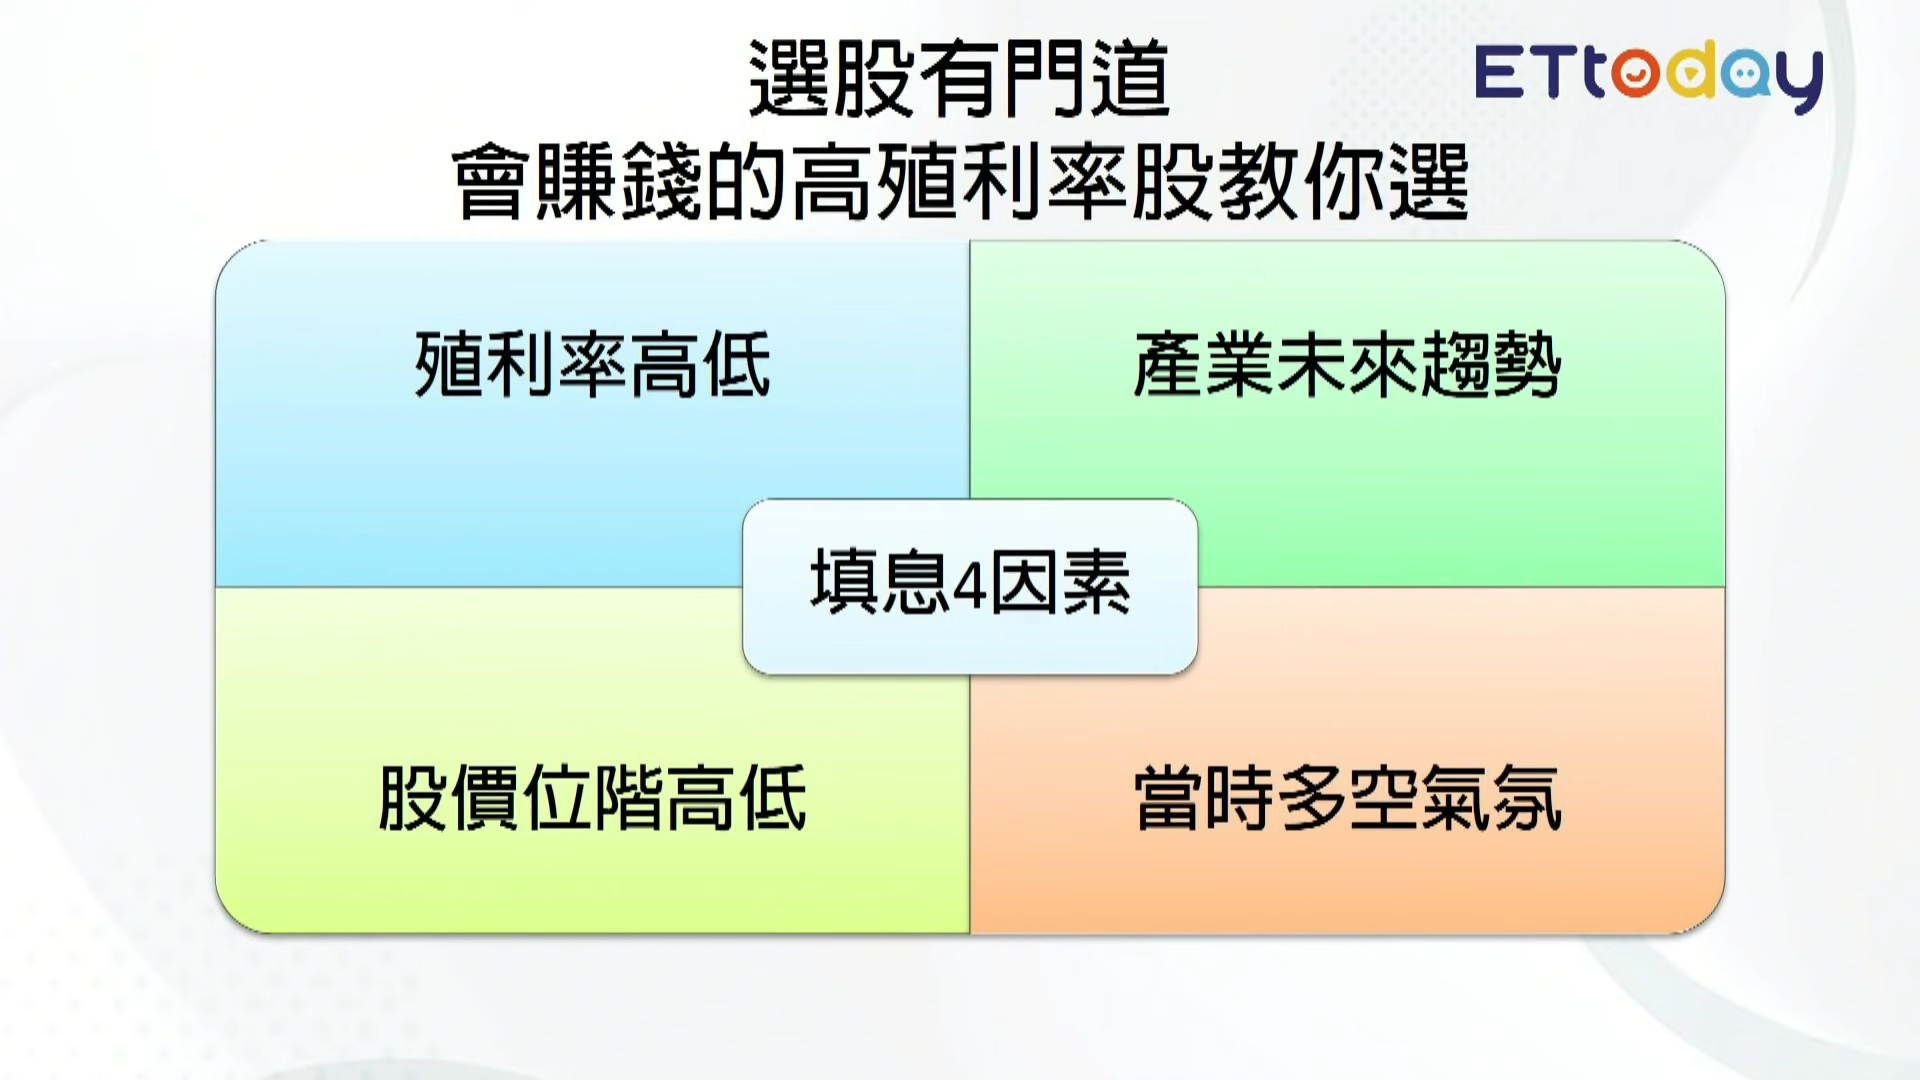 選股有門道
ETtoday
會賺錢的高殖利率股教你選
殖利率高低
產業未來趨勢
填息4因素
股價位階高低
當時多空氣氛